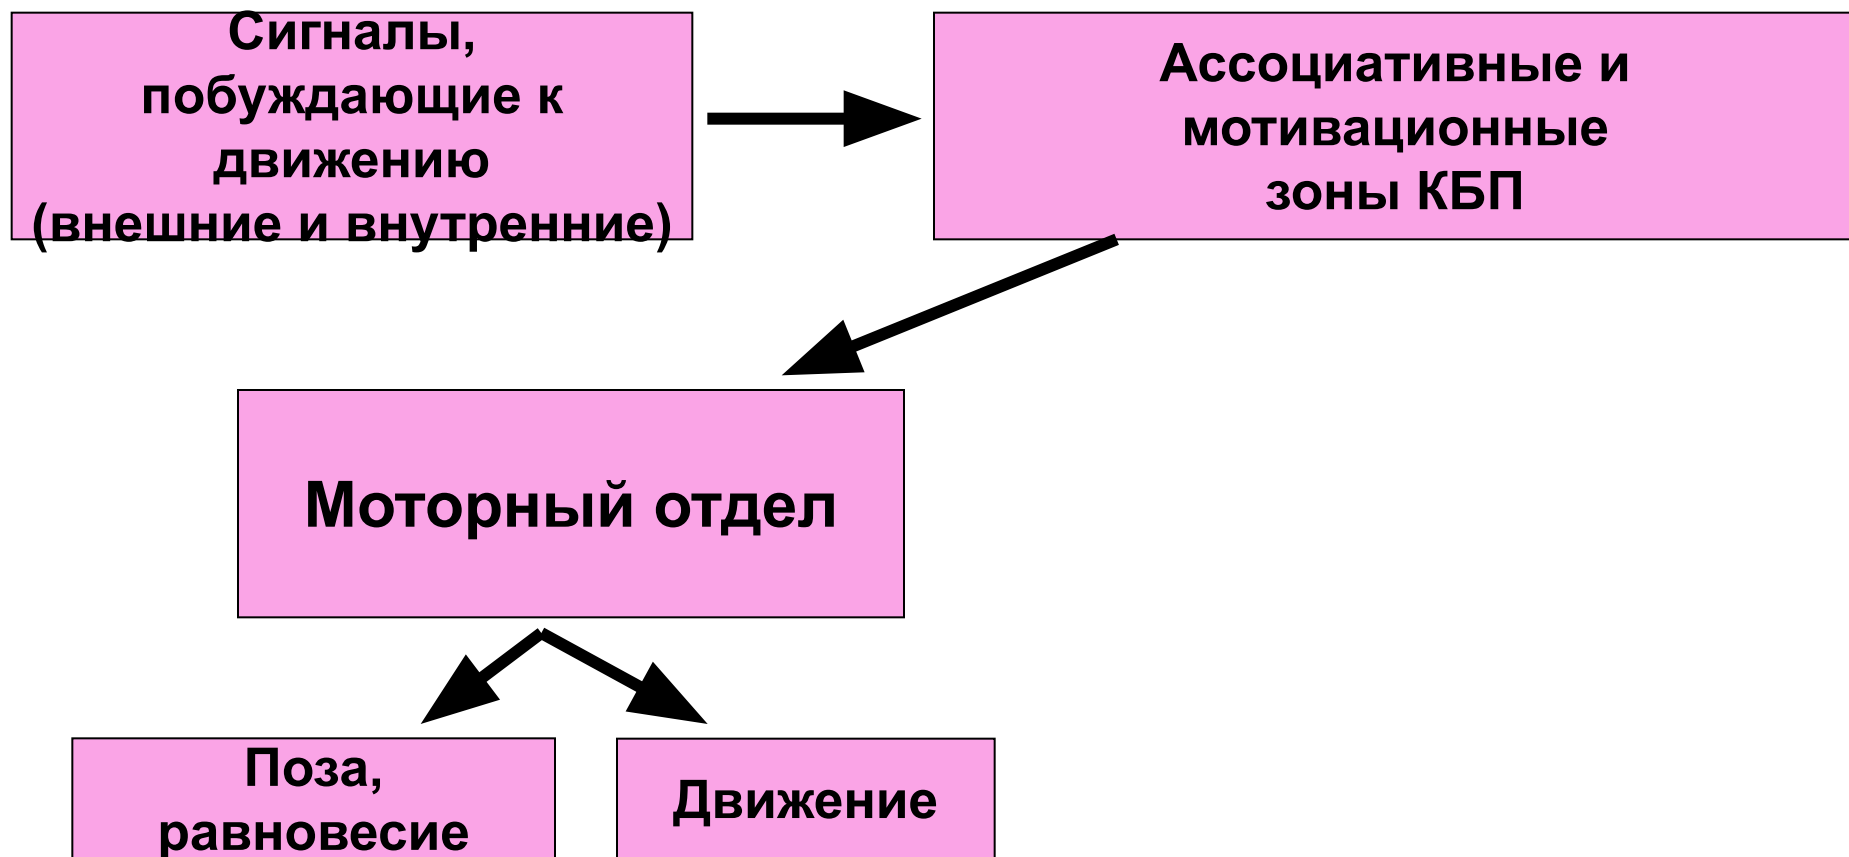 Сигналы,
побуждающие к
движению
(внешние и внутренние)
Ассоциативные и
мотивационные
зоны КБП
Моторный отдел
Поза,
равновесие
Движение